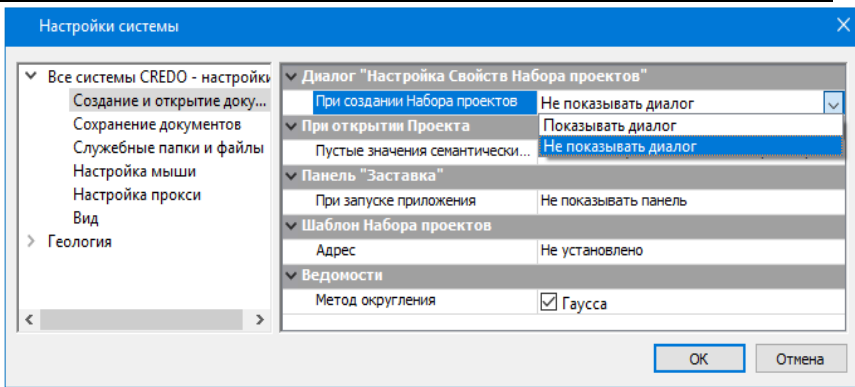 Настройки системы
Все системы CREDO - настройки
Создание и открытие доку...
Сохранение документов
Служебные папки и файлы
Настройка мыши
Настройка прокси
Вид
Геология
Диалог "Настройка Свойств Набора проектов"
При создании Набора проектов Не показывать диалог
Показывать диалог
Не показывать диалог
При открытии Проекта
Пустые значения семантически...
Панель "Заставка"
При запуске приложения Не показывать панель
Шаблон Набора проектов
Адрес Не установлено
Ведомости
Метод округления Гаусса
ОК Отмена